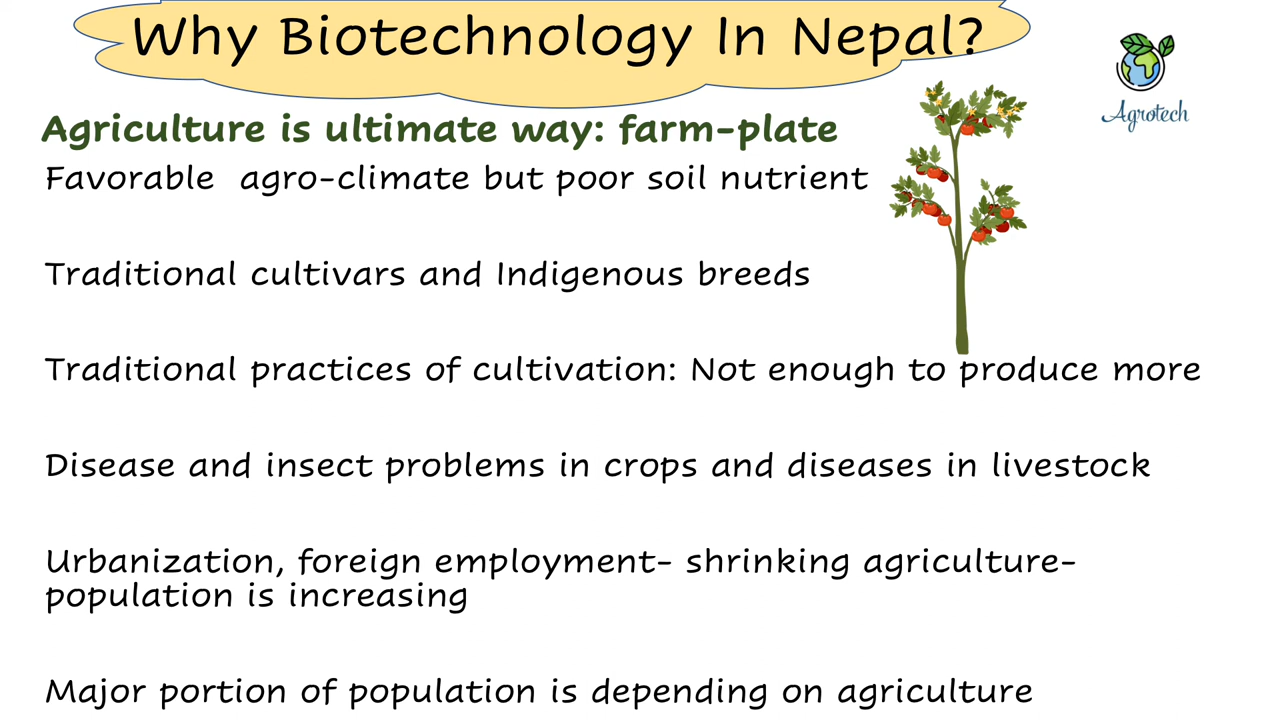 Why Biotechnology In Nepal?
Agrotech
Agriculture is ultimate way: farm-plate
Favorable agro-climate but poor soil nutrient
Traditional cultivars and Indigenous breeds
Traditional practices of cultivation: Not enough to produce more
Disease and insect problems in crops and diseases in livestock
Urbanization, foreign employment- shrinking agriculture-
population is increasing
Major portion of population is depending on agriculture